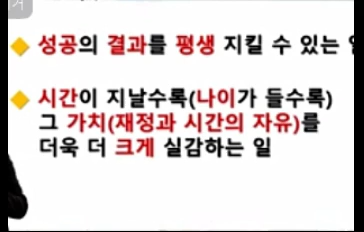 성공의 결과를 평생 지킬 수 있는
시간이 지날수록(나이가 들수록)
그 가치(재정과 시간의 자유)를
더욱 더 크게 실감하는 일